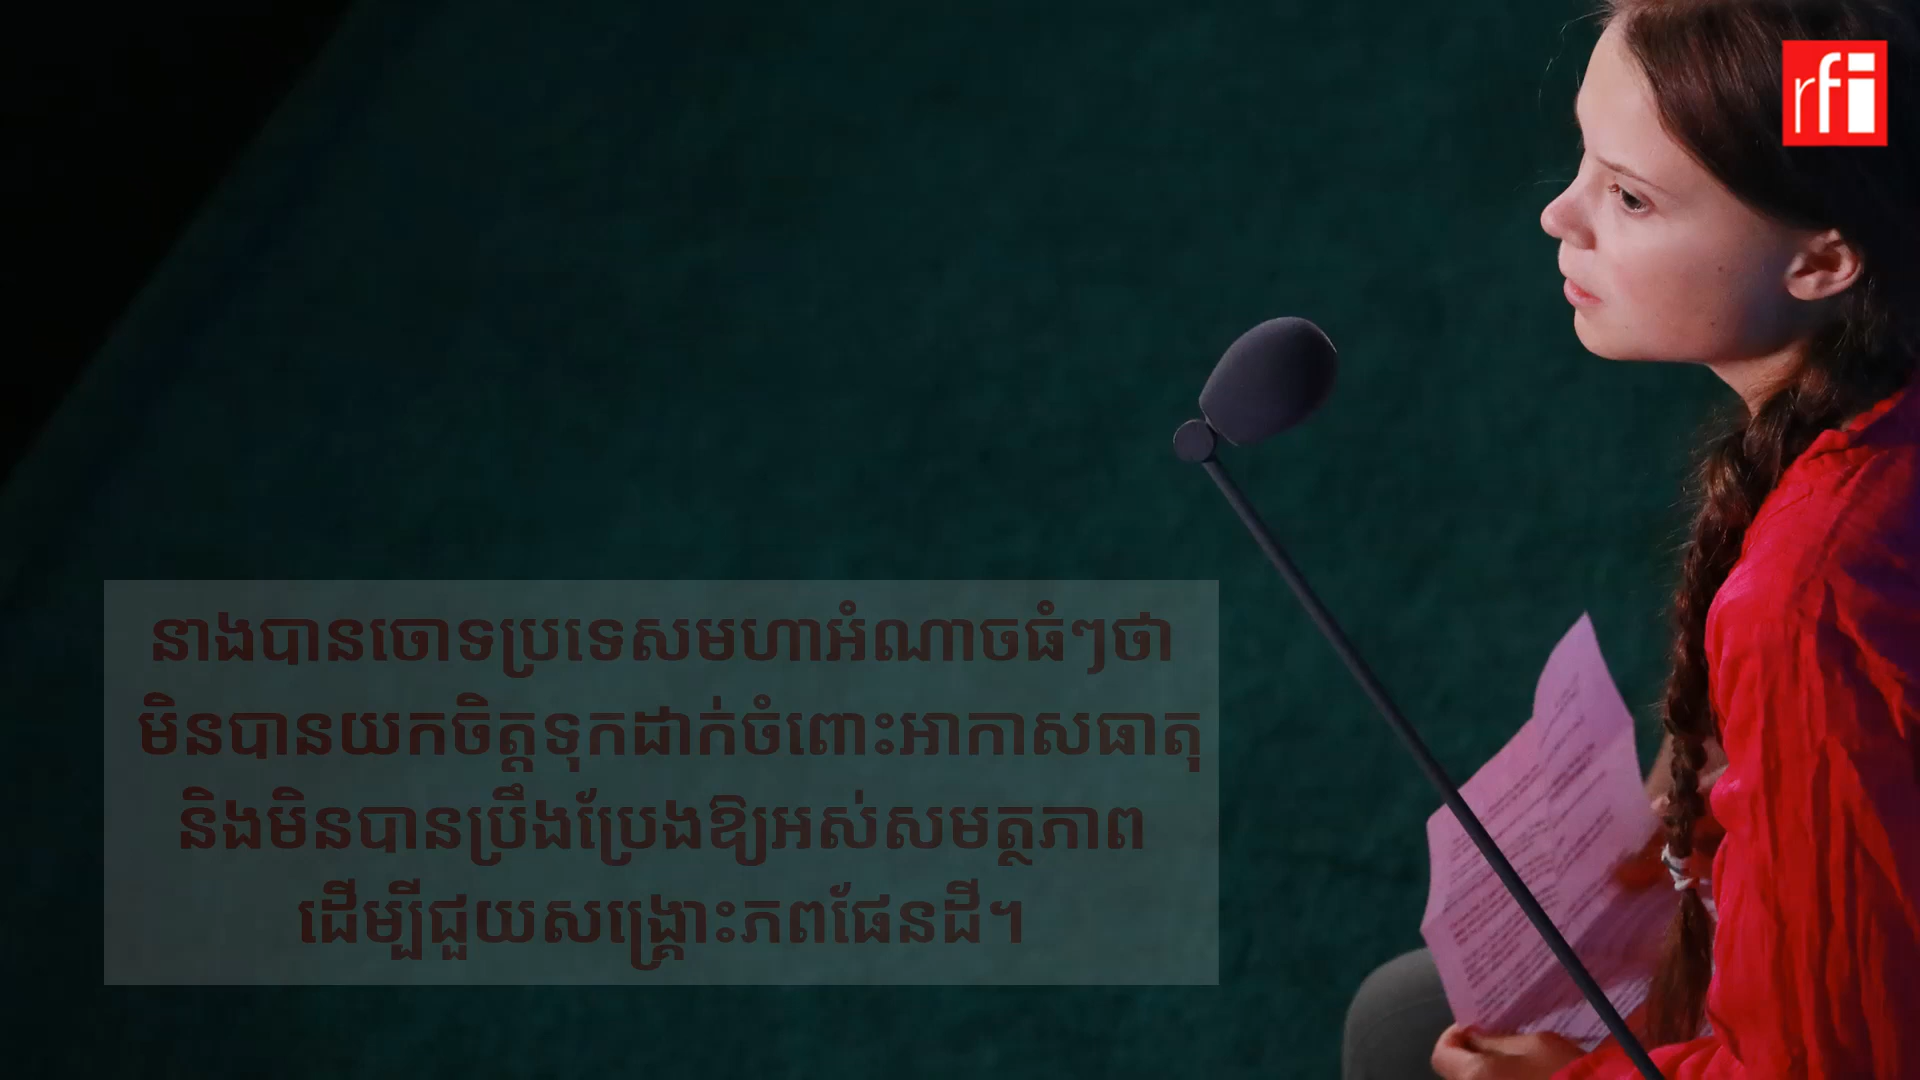 rfi
នាងបានចោទប្រទេសមហាអំណាចធំៗថា
មិនបានយកចិត្តទុកដាក់ចំពោះអាកាសធាតុ
និងមិនបានប្រឹងប្រែងឱ្យអស់សមត្ថភាព
ដើម្បីជួយសង្គ្រោះភពផែនដី។